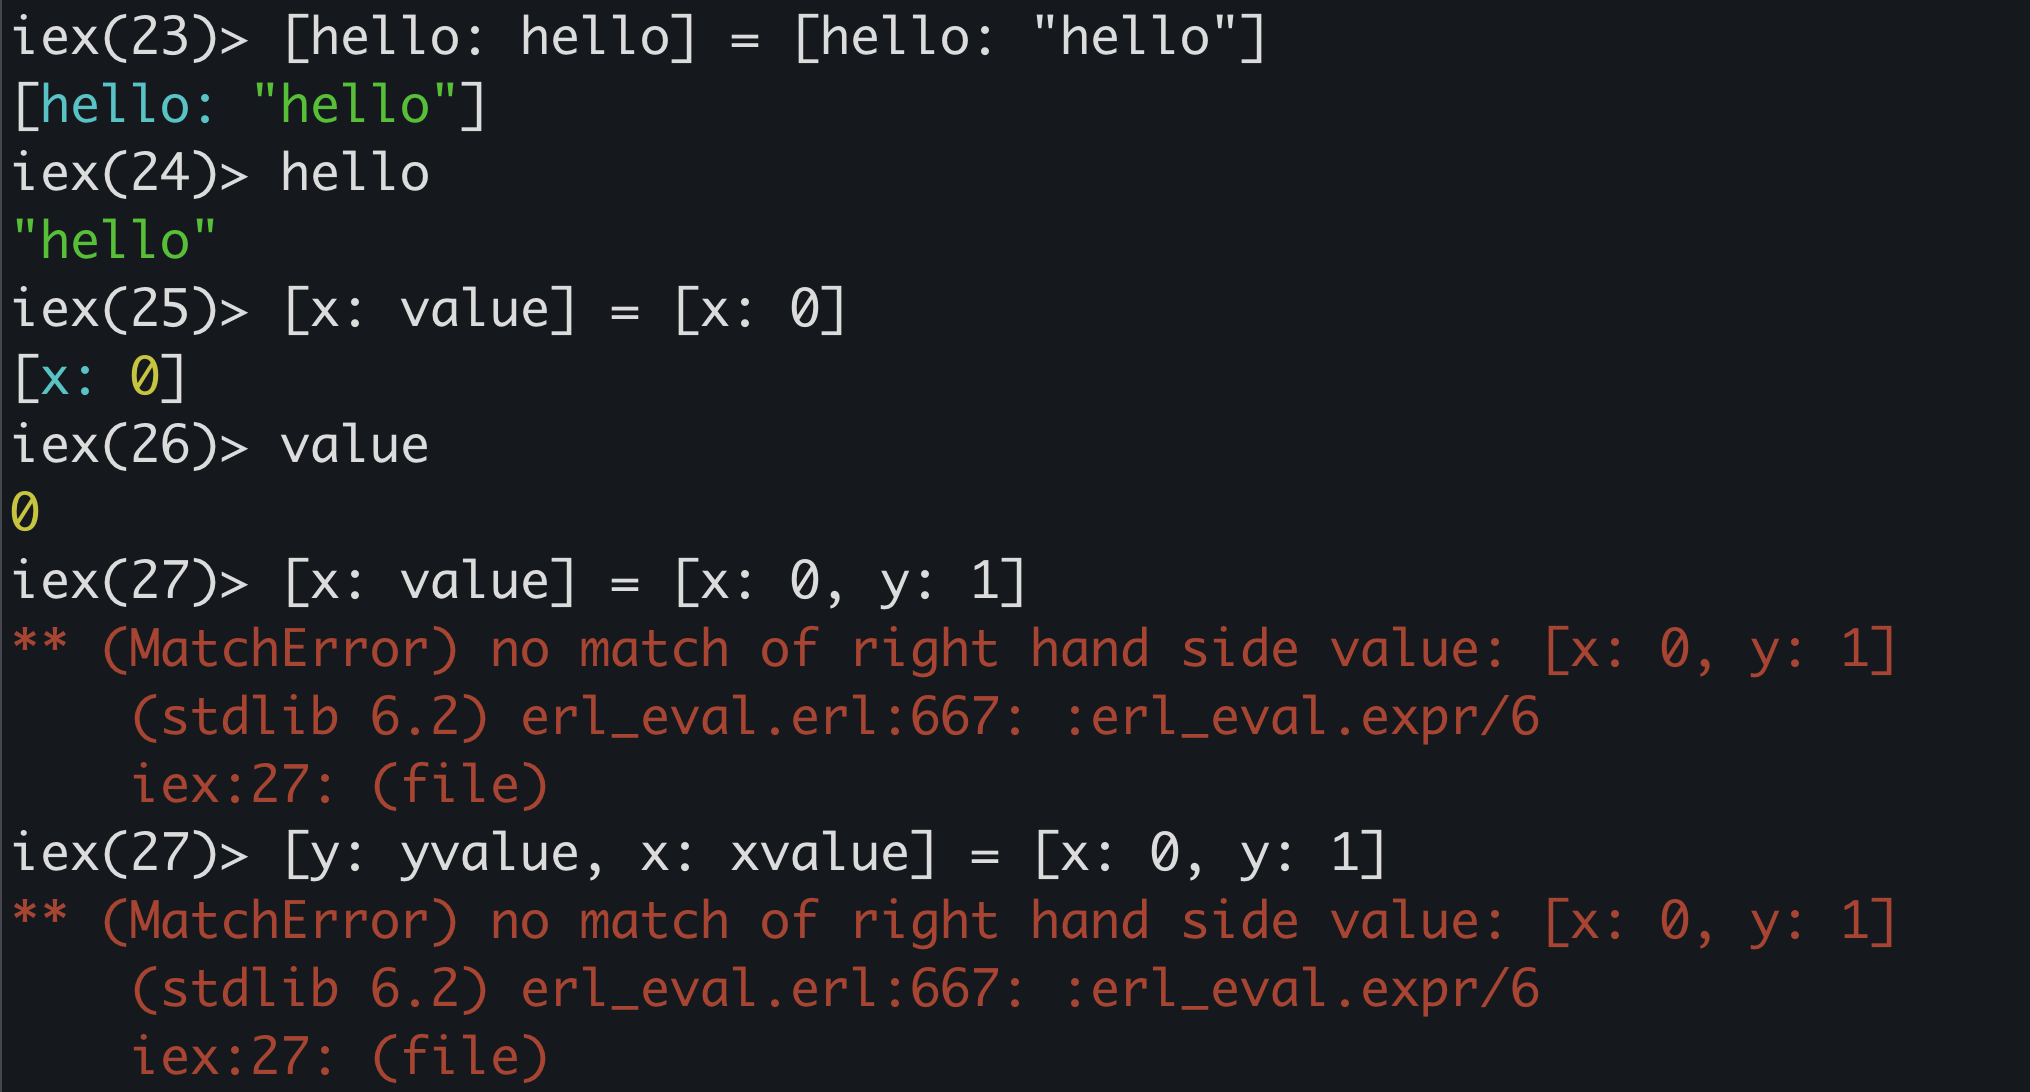 iex(23)> [hello: hello] = [hello: "hello"]
[hello: "hello"]
iex(24)> hello
"hello"
iex(25)> [x: value] = [x: 0]
[x: 0]
iex(26)> value
0
iex(27)> [x: value] = [x: 0, y: 1]
** (MatchError) no match of right hand side value: [x: 0, y: 1]
    (stdlib 6.2) erl_eval.erl:667: :erl_eval.expr/6
    iex:27: (file)
iex(27)> [y: yvalue, x: xvalue] = [x: 0, y: 1]
** (MatchError) no match of right hand side value: [x: 0, y: 1]
    (stdlib 6.2) erl_eval.erl:667: :erl_eval.expr/6
    iex:27: (file)